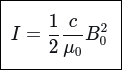 I = \frac{1}{2} \frac{c}{\mu_0} B_0^2